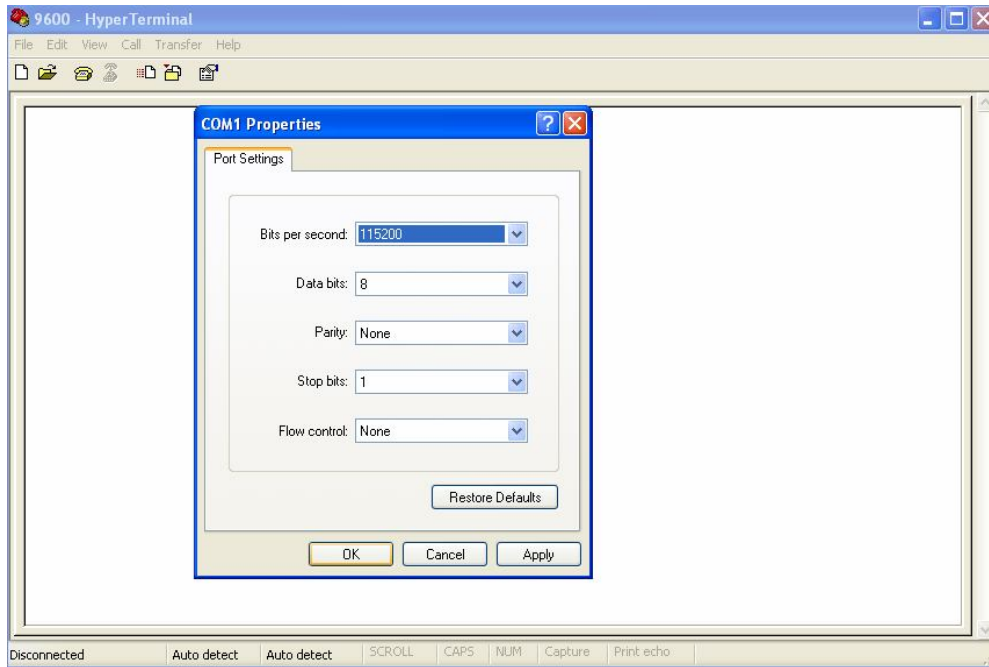 9600 - HyperTerminal
File Edit View Call Transfer Help
COM1 Properties
Port Settings
Bits per second: 115200
Data bits: 8
Parity: None
Stop bits: 1
Flow control: None
Restore Defaults
OK Cancel Apply
Disconnected Auto detect Auto detect SCROLL CAPS NUM Capture Print echo